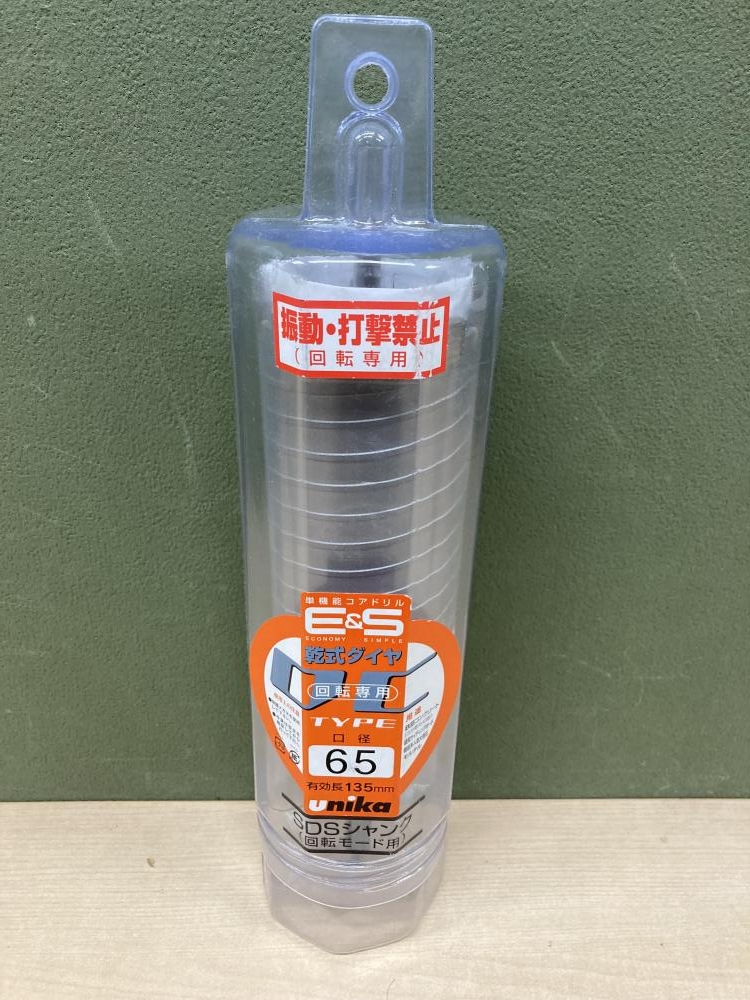 振動・打撃禁止
(回転専用)
単機能コアドリル
E&S
ECONOMY SIMPLE
乾式ダイヤ
DC
回転専用
TYPE
口径
65
有効長135mm
unika
SDSシャンク
(回転モード用)
用途